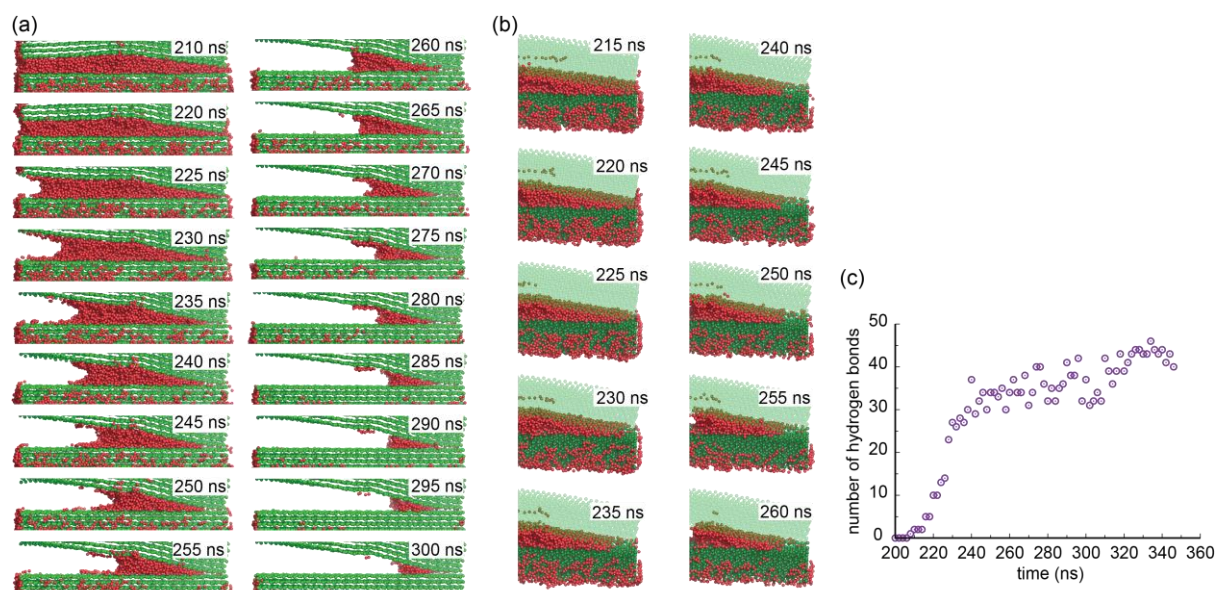 (a)
210 ns
220 ns
225 ns
230 ns
235 ns
240 ns
245 ns
250 ns
255 ns
260 ns
265 ns
270 ns
275 ns
280 ns
285 ns
290 ns
295 ns
300 ns
(b)
215 ns
220 ns
225 ns
230 ns
235 ns
240 ns
245 ns
250 ns
255 ns
260 ns
(c)
number of hydrogen bonds
50
40
30
20
10
0
200 220 240 260 280 300 320 340 360
time (ns)